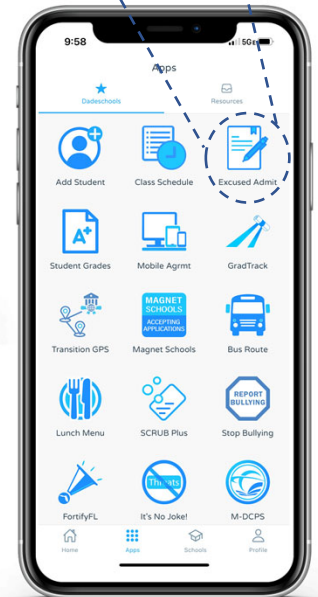 9:58
5G
Apps
Dadeschools
Resources
Add Student
Class Schedule
Excused Admit
A+
Student Grades
Mobile Agrmt
GradTrack
MAGNET
SCHOOLS
ACCEPTING
APPLICATIONS
Transition GPS
Magnet Schools
Bus Route
REPORT
BULLYING
Lunch Menu
SCRUB Plus
Stop Bullying
Threats
FortifyFL
It's No Joke!
M-DCPS
Home
Apps
Schools
Profile